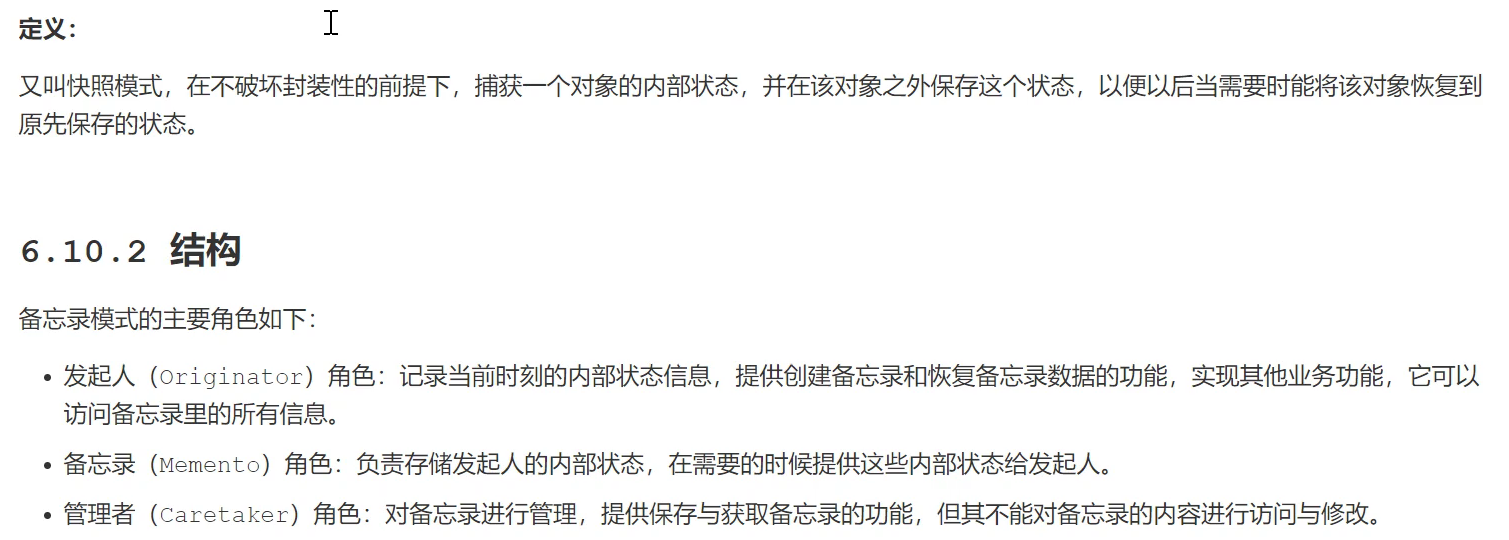 定义：
又叫快照模式，在不破坏封装性的前提下，捕获一个对象的内部状态，并在该对象之外保存这个状态，以便以后当需要时能将该对象恢复到
原先保存的状态。
6.10.2 结构
备忘录模式的主要角色如下：
• 发起人（Originator）角色：记录当前时刻的内部状态信息，提供创建备忘录和恢复备忘录数据的功能，实现其他业务功能，它可以
访问备忘录里的所有信息。
• 备忘录（Memento）角色：负责存储发起人的内部状态，在需要的时候提供这些内部状态给发起人。
• 管理者（Caretaker）角色：对备忘录进行管理，提供保存与获取备忘录的功能，但其不能对备忘录的内容进行访问与修改。